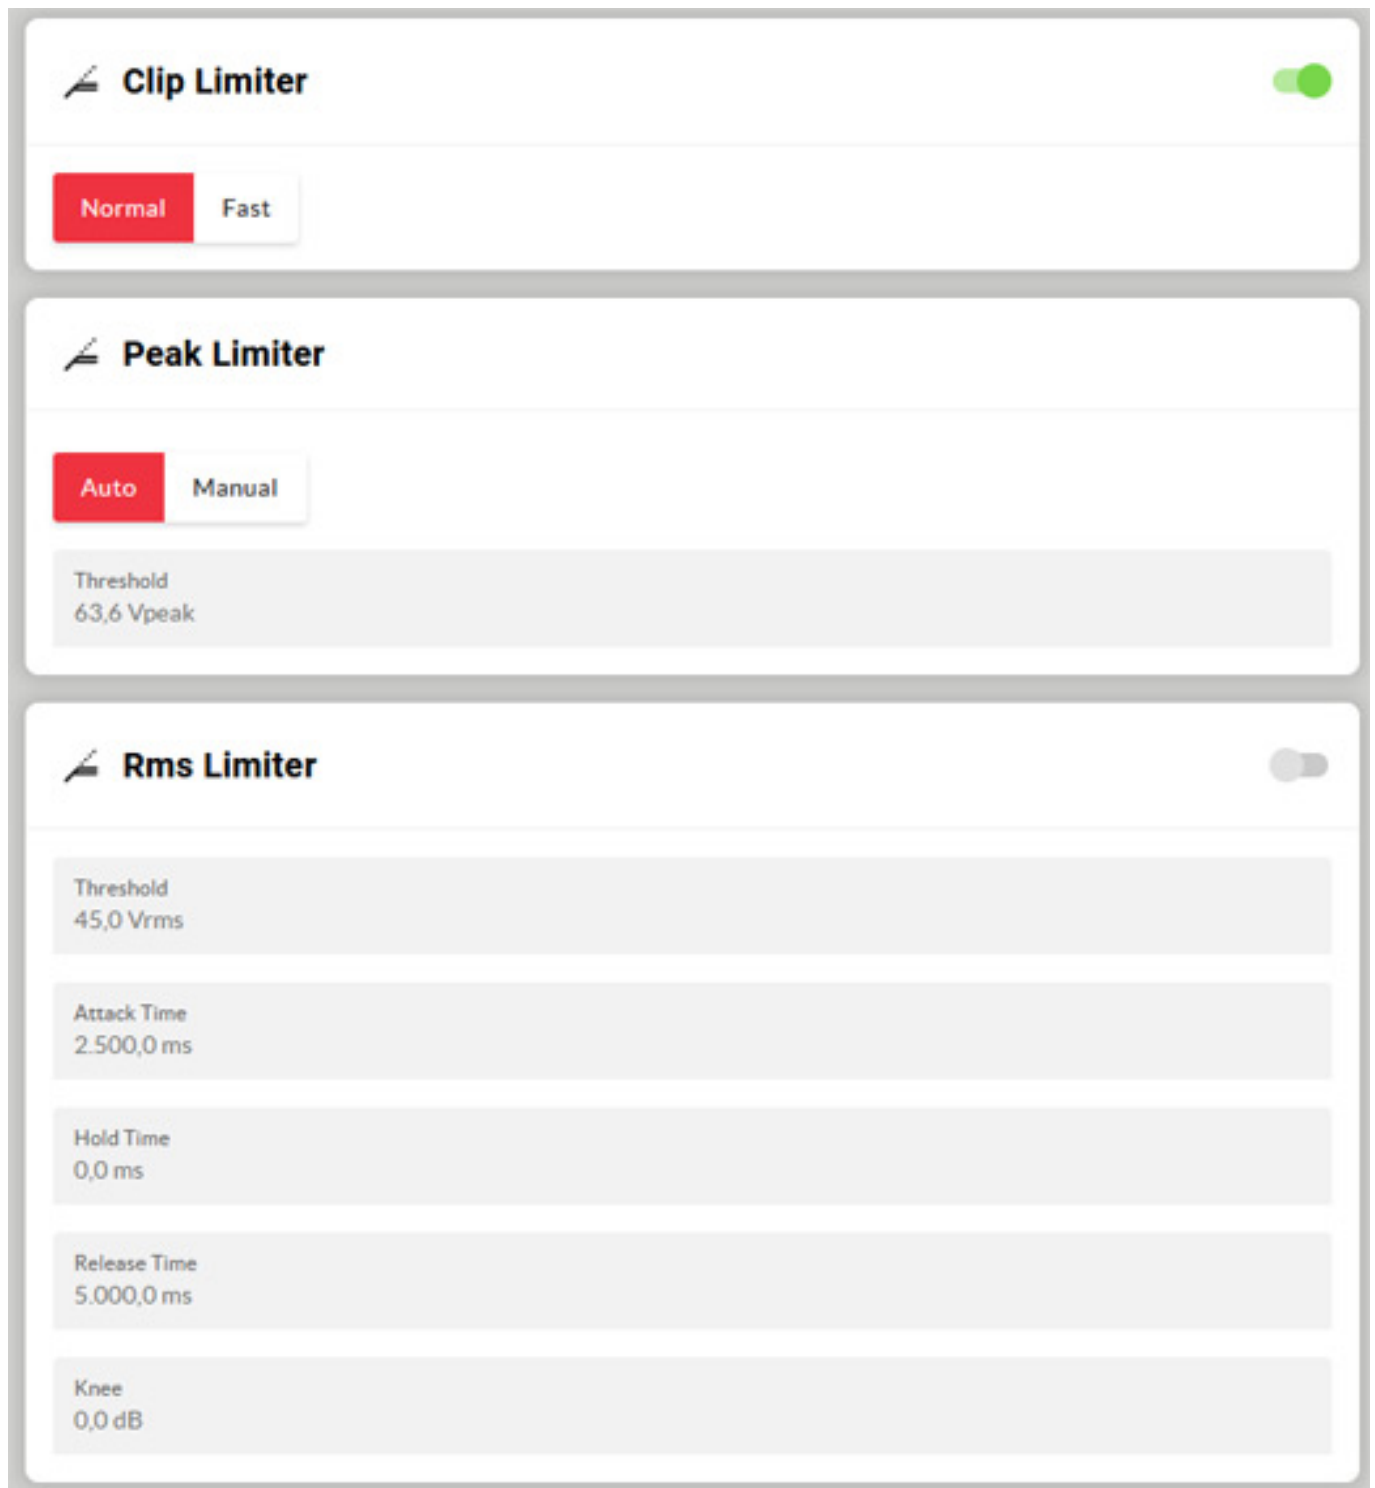 Clip Limiter
Normal Fast
Peak Limiter
Auto Manual
Threshold
63,6 Vpeak
Rms Limiter
Threshold
45,0 Vrms
Attack Time
2.500,0 ms
Hold Time
0,0 ms
Release Time
5.000,0 ms
Knee
0,0 dB